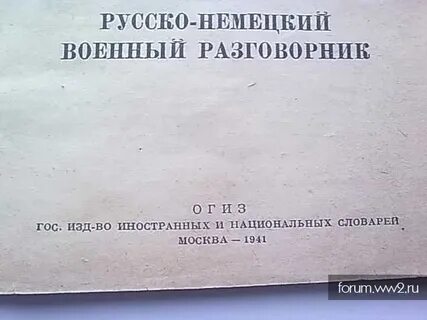 РУССКО-НЕМЕЦКИЙ
ВОЕННЫЙ РАЗГОВОРНИК
ОГИЗ
ГОС. ИЗД-ВО ИНОСТРАННЫХ И НАЦИОНАЛЬНЫХ СЛОВАРЕЙ
МОСКВА — 1941
forum.ww2.ru